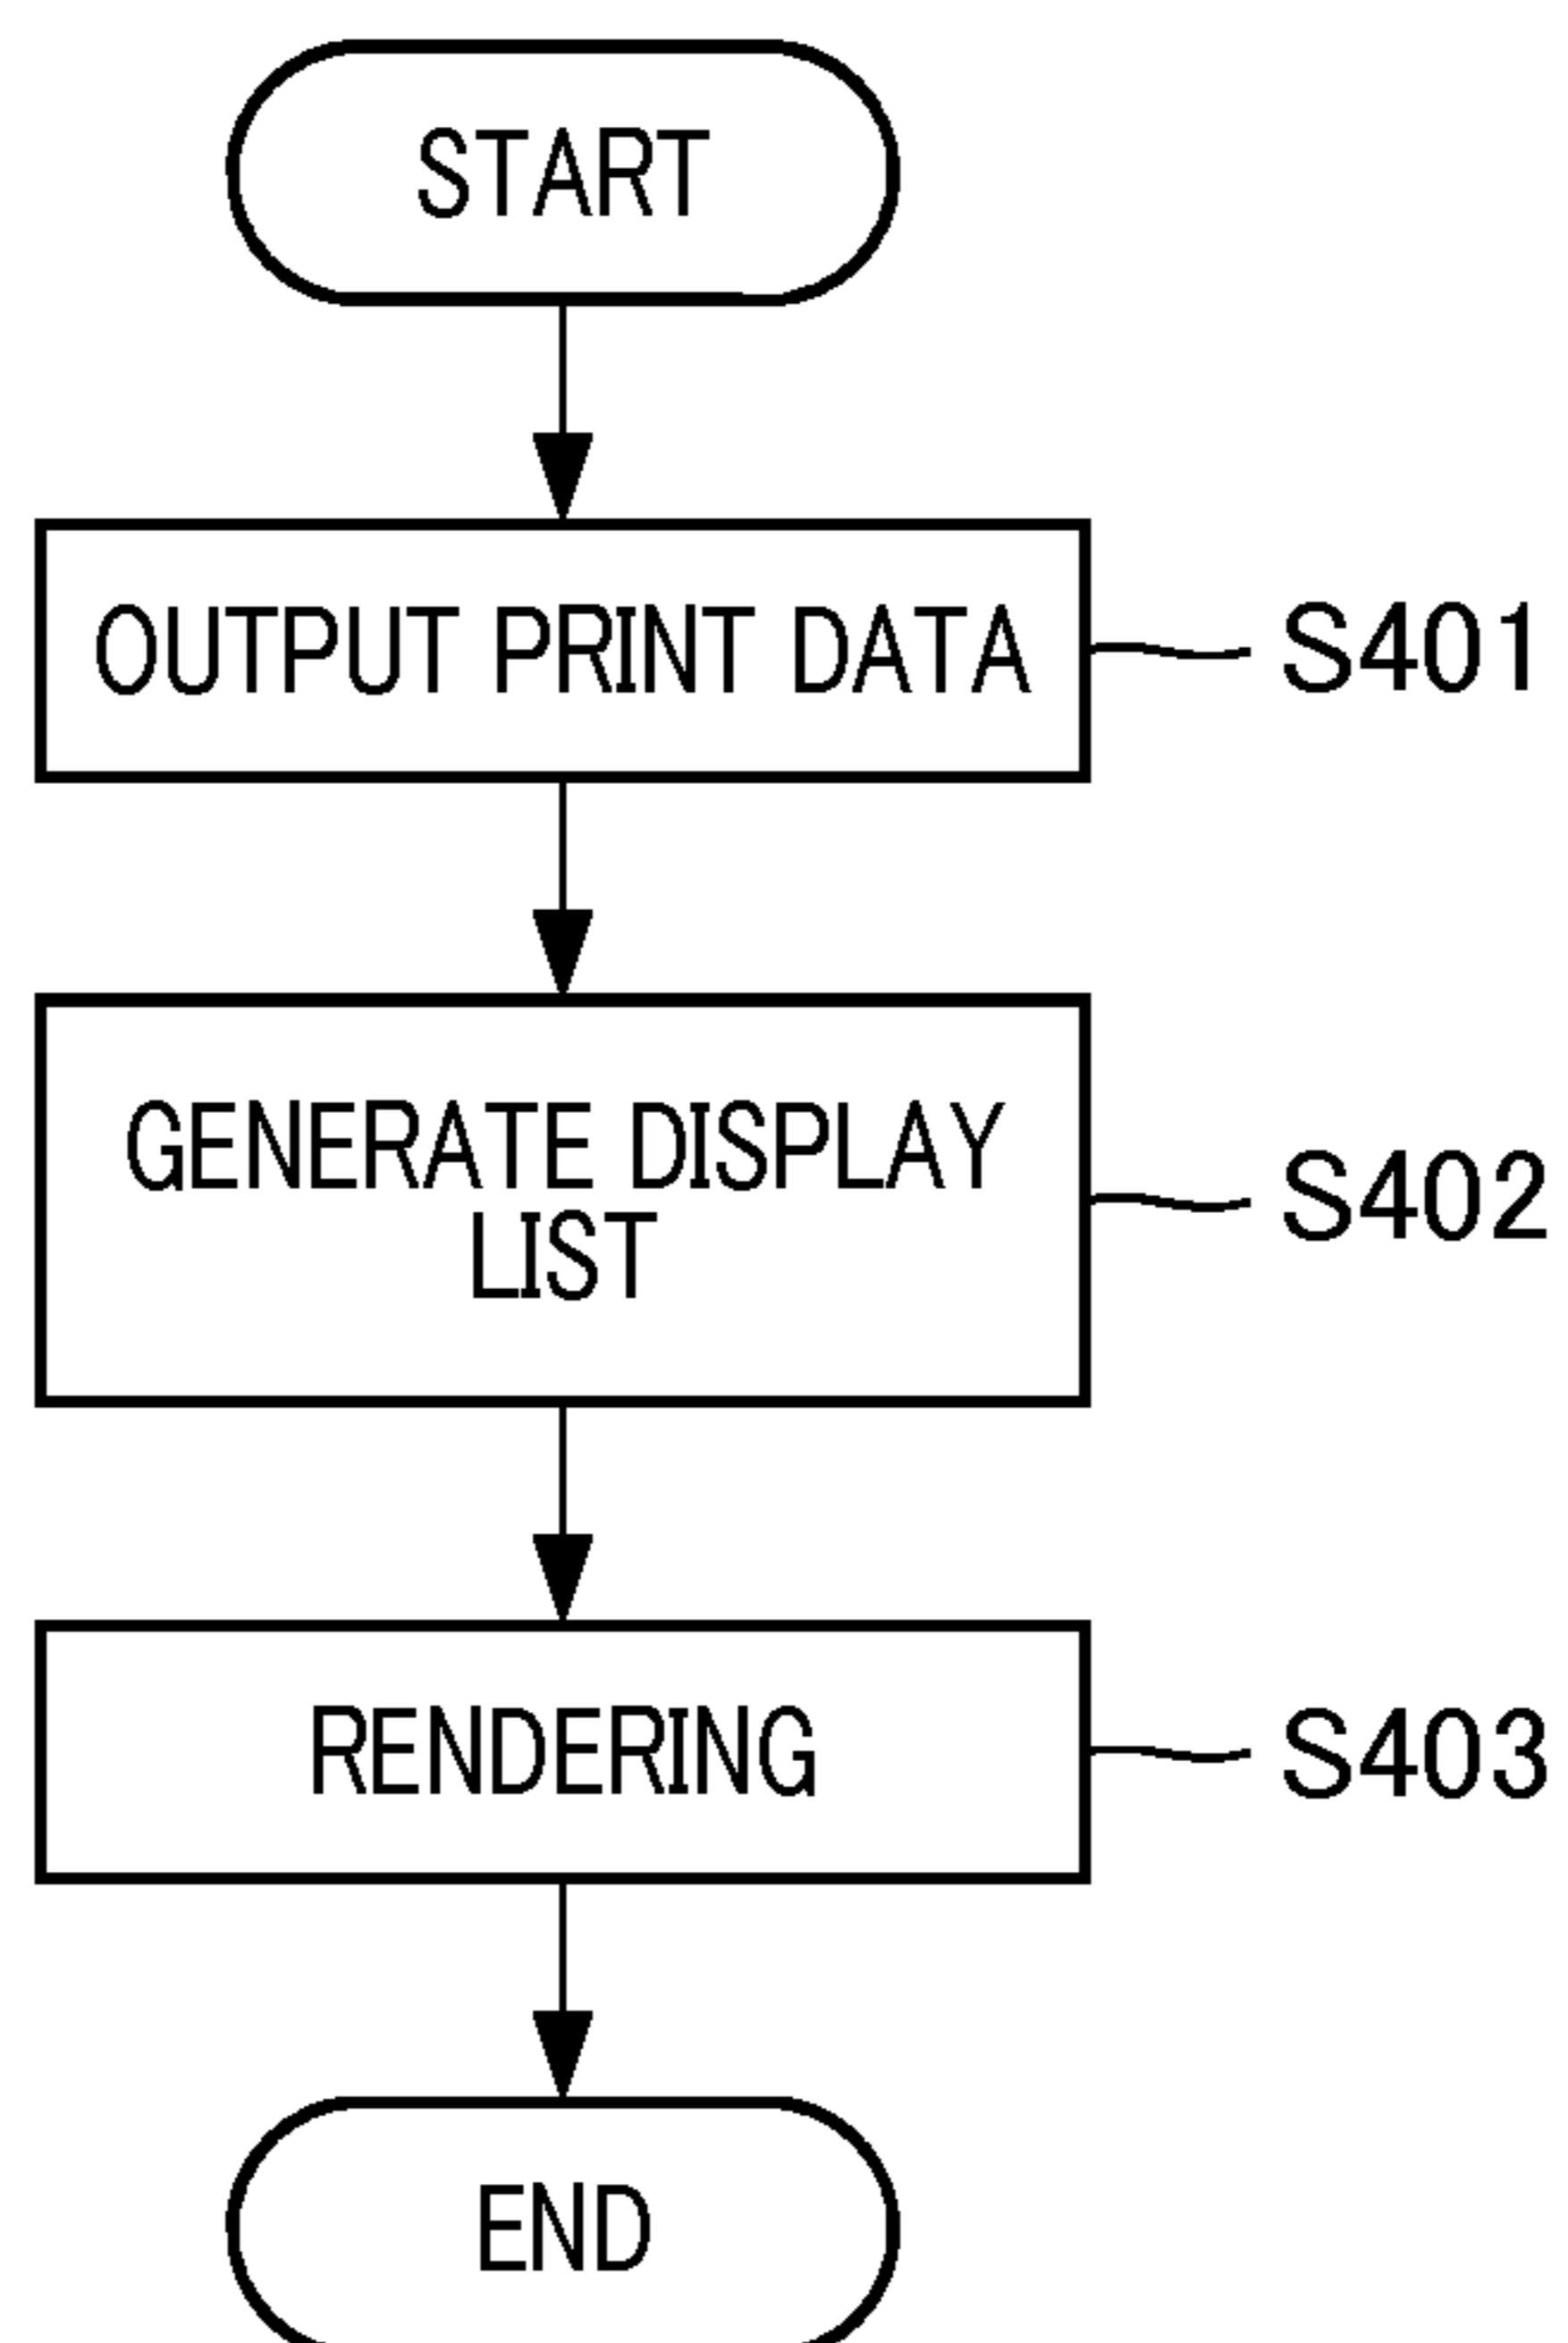 START
OUTPUT PRINT DATA
S401
GENERATE DISPLAY
LIST
S402
RENDERING
S403
END